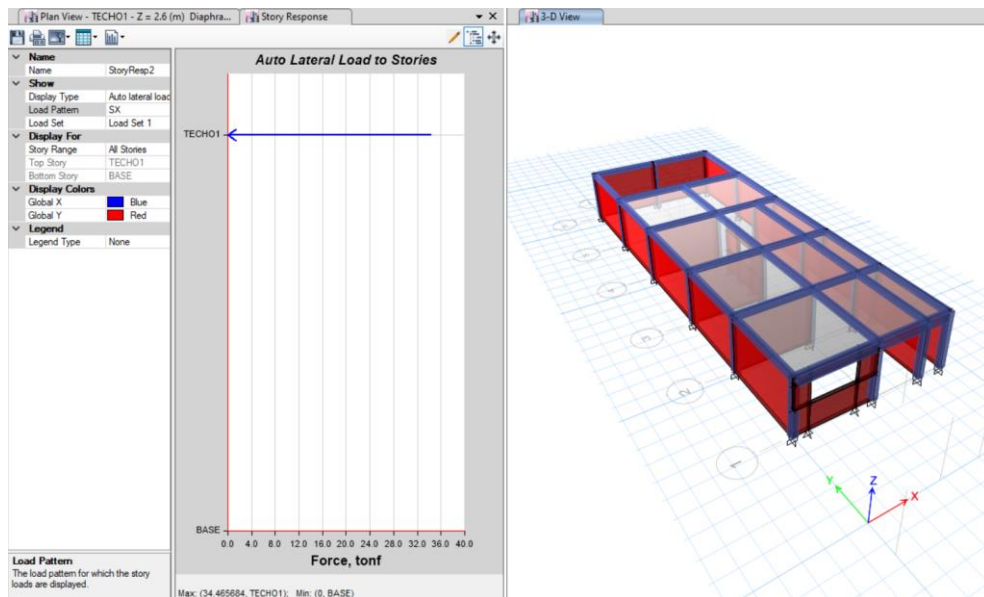 Plan View - TECHO1 - Z = 2.6 (m) Diaphra...
Story Response
3-D View
Name
Name StoryResp2
Show
Display Type Auto lateral load
Load Pattern SX
Load Set Load Set 1
Display For
Story Range All Stories
Top Story TECHO1
Bottom Story BASE
Display Colors
Global X Blue
Global Y Red
Legend
Legend Type None
Load Pattern
The load pattern for which the story
loads are displayed.
Auto Lateral Load to Stories
TECHO1
BASE
0.0 4.0 8.0 12.0 16.0 20.0 24.0 28.0 32.0 36.0 40.0
Force, tonf
Max: (34.465684, TECHO1); Min: (0, BASE)
4
3
2
1
Y
Z
X